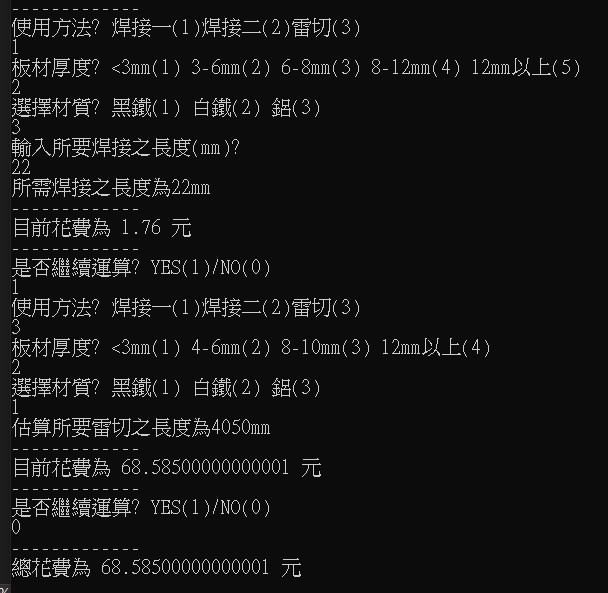 -------------
使用方法? 焊接一(1)焊接二(2)雷切(3)
1
板材厚度? <3mm(1) 3-6mm(2) 6-8mm(3) 8-12mm(4) 12mm以上(5)
2
選擇材質? 黑鐵(1) 白鐵(2) 鋁(3)
3
輸入所要焊接之長度(mm)?
22
所需焊接之長度為22mm
-------------
目前花費為 1.76 元
-------------
是否繼續運算? YES(1)/NO(0)
1
使用方法? 焊接一(1)焊接二(2)雷切(3)
3
板材厚度? <3mm(1) 4-6mm(2) 8-10mm(3) 12mm以上(4)
2
選擇材質? 黑鐵(1) 白鐵(2) 鋁(3)
1
估算所要雷切之長度為4050mm
-------------
目前花費為 68.58500000000001 元
-------------
是否繼續運算? YES(1)/NO(0)
0
-------------
總花費為 68.58500000000001 元